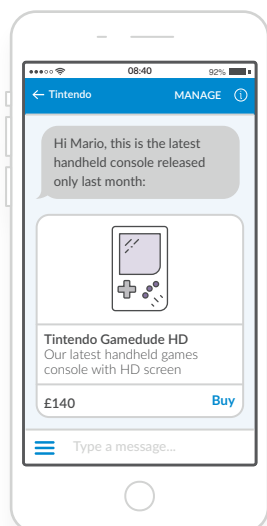 08:40
92%
← Tintendo
MANAGE
Hi Mario, this is the latest
handheld console released
only last month:
Tintendo Gamedude HD
Our latest handheld games
console with HD screen
£140
Buy
Type a message...